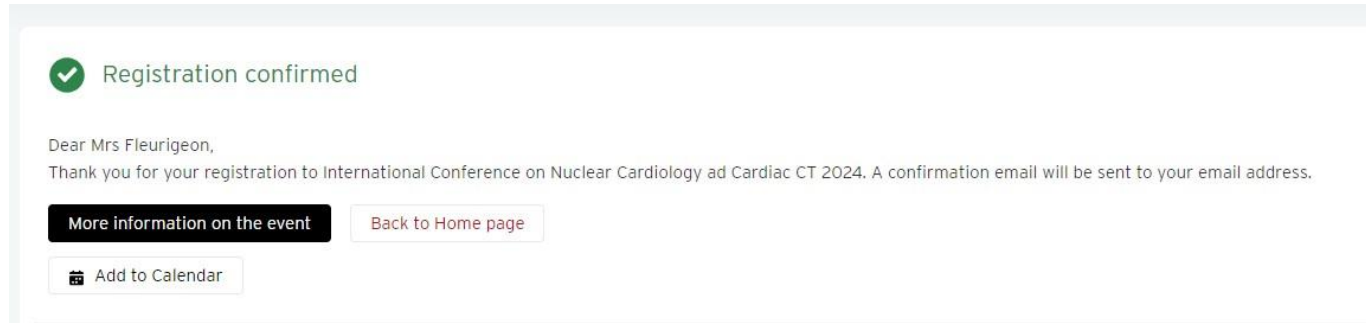 Registration confirmed
Dear Mrs Fleurigeon,
Thank you for your registration to International Conference on Nuclear Cardiology ad Cardiac CT 2024. A confirmation email will be sent to your email address.
More information on the event
Back to Home page
Add to Calendar